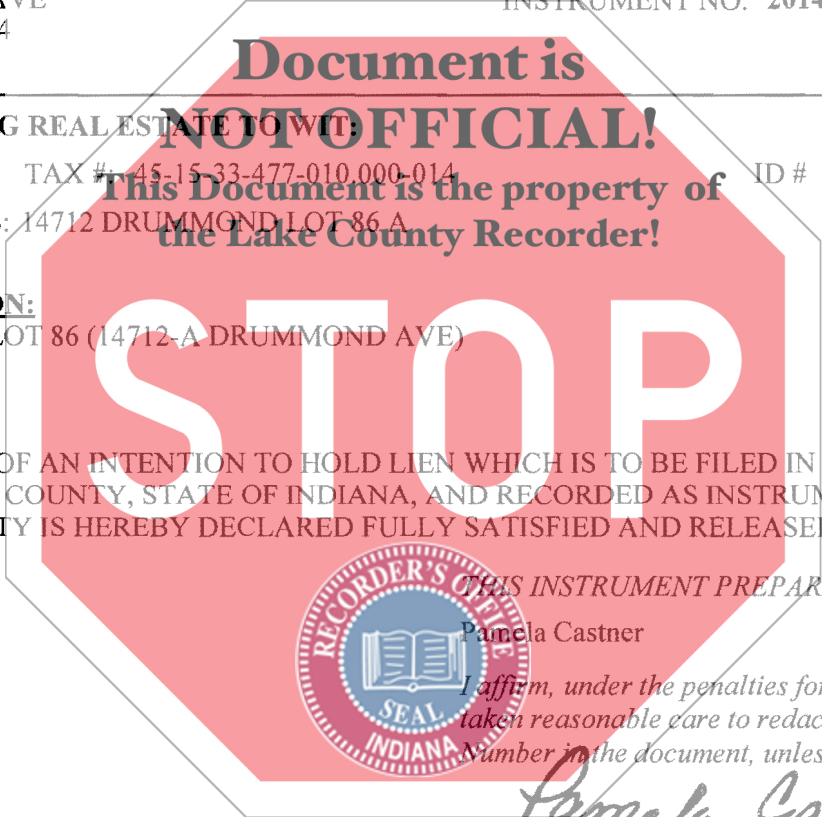 AVE INSTRUMENT NO. 2014
4
Document is
G REAL ESTATE TO WIT:
NOT OFFICIAL!
TAX #: 45-15-33-477-010.000-014 ID #
This Document is the property of
: 14712 DRUMMOND LOT 86 A
the Lake County Recorder!
ON:
LOT 86 (14712-A DRUMMOND AVE)
STOP
OF AN INTENTION TO HOLD LIEN WHICH IS TO BE FILED IN
COUNTY, STATE OF INDIANA, AND RECORDED AS INSTRUM
TY IS HEREBY DECLARED FULLY SATISFIED AND RELEASE
THIS INSTRUMENT PREPAR
Pamela Castner
I affirm, under the penalties for
taken reasonable care to redac
Number in the document, unles
RECORDER'S OFFICE
SEAL
INDIANA
Pamela Ca